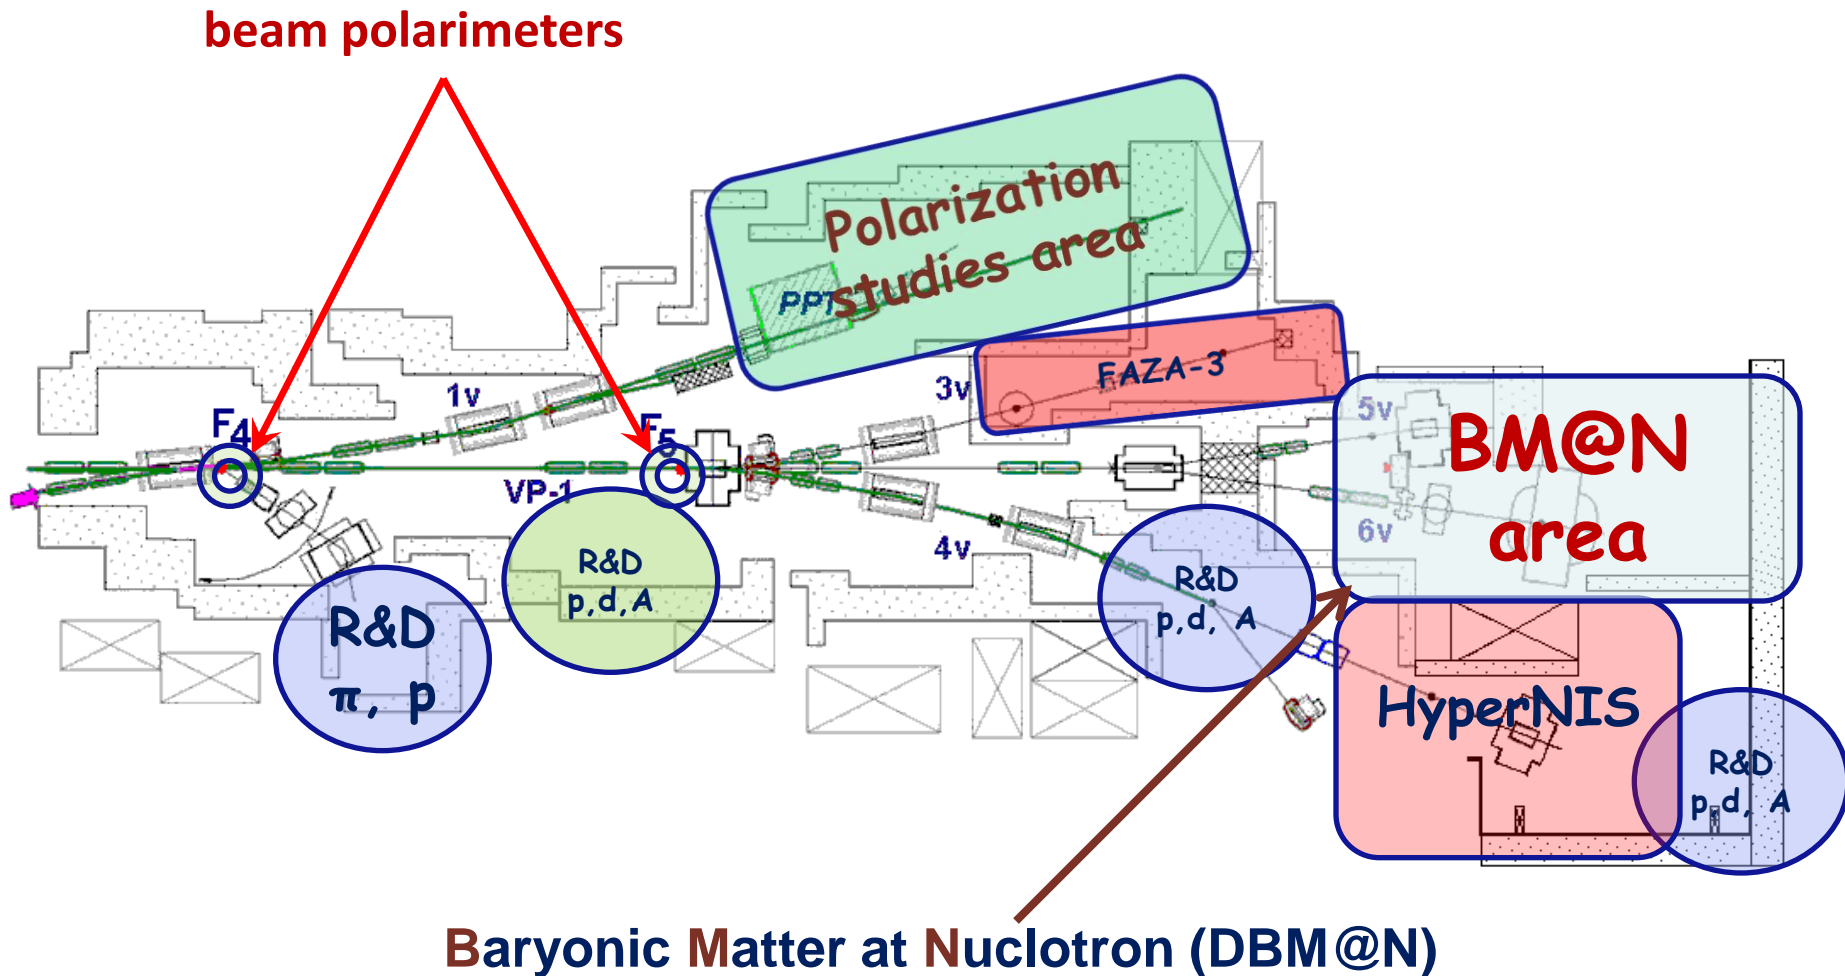 beam polarimeters
Polarization
studies area
PPT
FAZA-3
1v
3v
5v
F4
F5
BM@N
area
VP-1
6v
4v
R&D
p,d,A
R&D
p,d, A
R&D
π, p
HyperNIS
R&D
p,d, A
Baryonic Matter at Nuclotron (DBM@N)